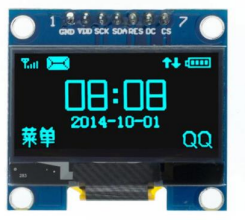 1 GND VDD SCK SDA RES DC CS 7
08:08
2014-10-01
菜单 QQ